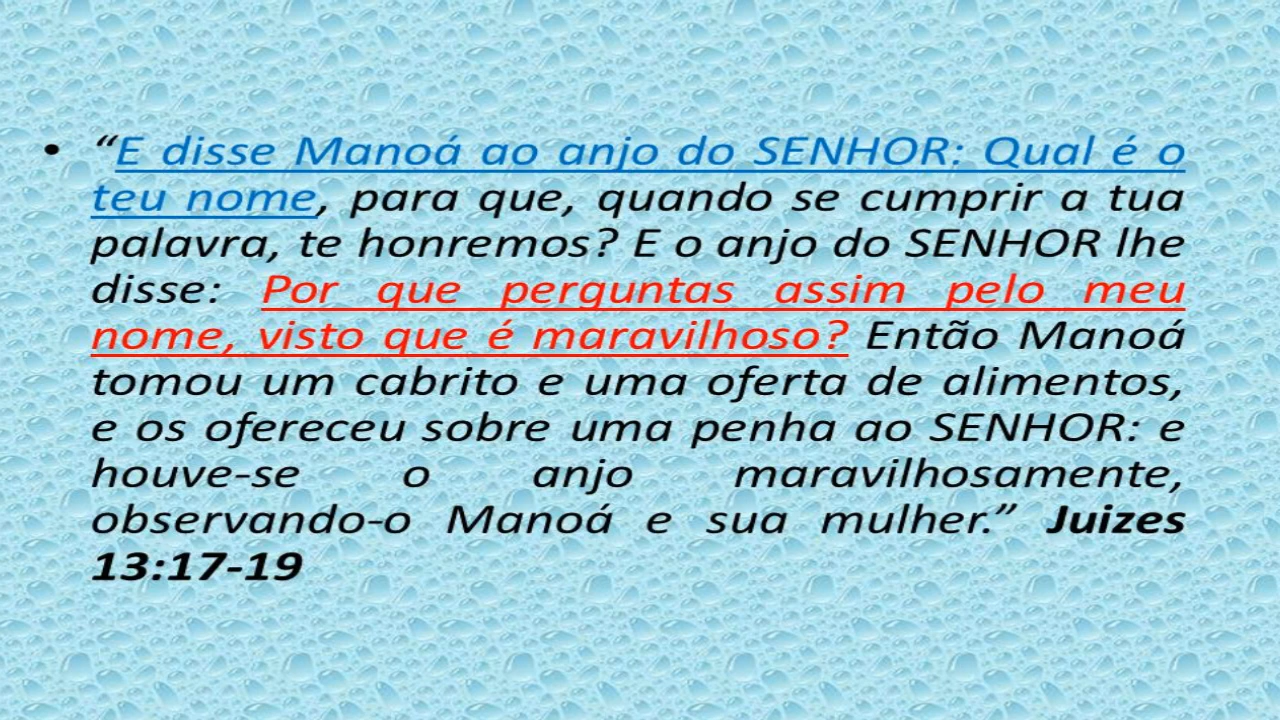 • “E disse Manoá ao anjo do SENHOR: Qual é o
teu nome, para que, quando se cumprir a tua
palavra, te honremos? E o anjo do SENHOR lhe
disse: Por que perguntas assim pelo meu
nome, visto que é maravilhoso? Então Manoá
tomou um cabrito e uma oferta de alimentos,
e os ofereceu sobre uma penha ao SENHOR: e
houve-se o anjo maravilhosamente,
observando-o Manoá e sua mulher.” Juizes
13:17-19